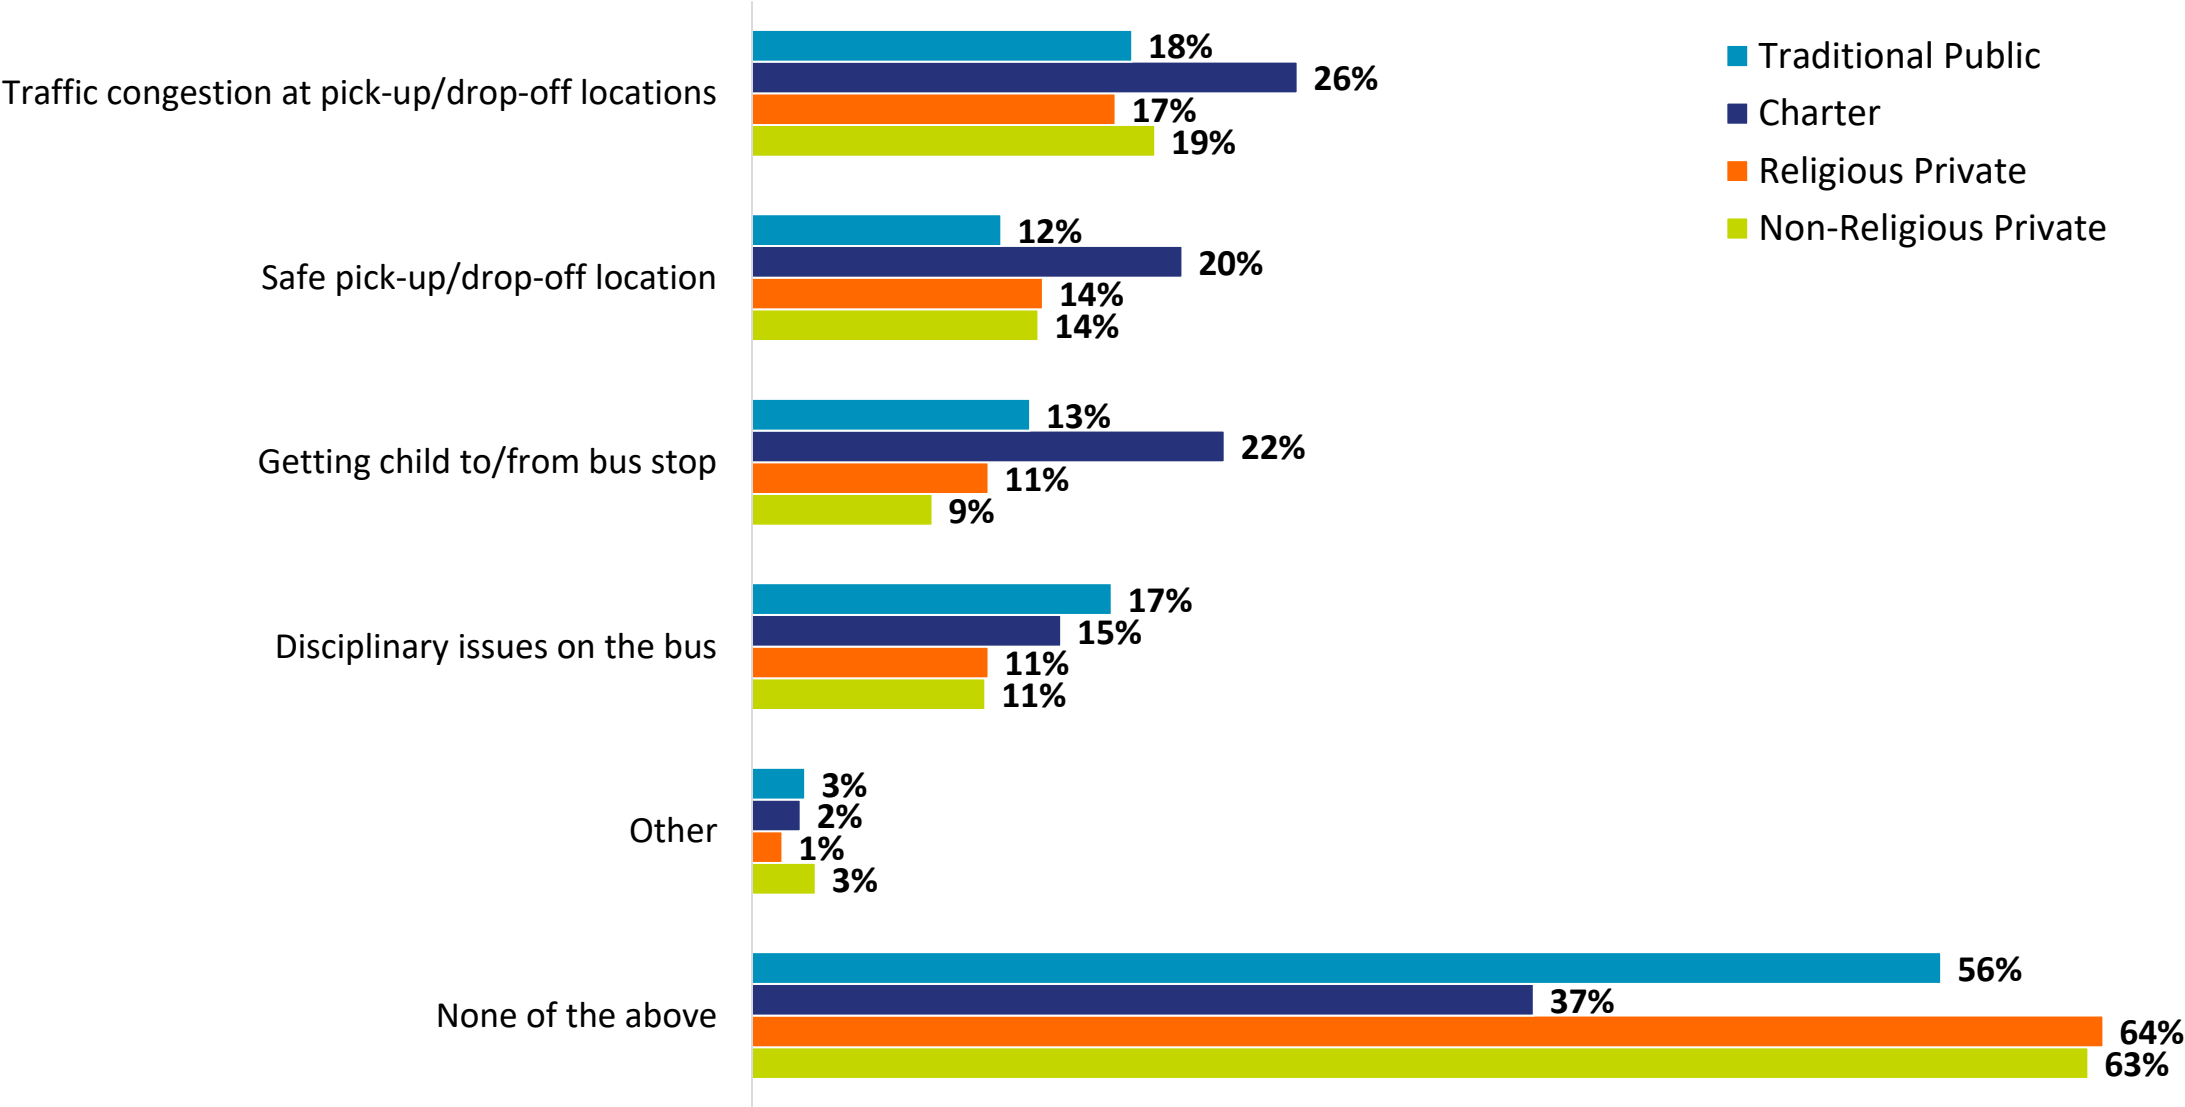 Traffic congestion at pick-up/drop-off locations
18%
26%
17%
19%
Safe pick-up/drop-off location
12%
20%
14%
14%
Getting child to/from bus stop
13%
22%
11%
9%
Disciplinary issues on the bus
17%
15%
11%
11%
Other
3%
2%
1%
3%
None of the above
56%
37%
64%
63%
Traditional Public
Charter
Religious Private
Non-Religious Private